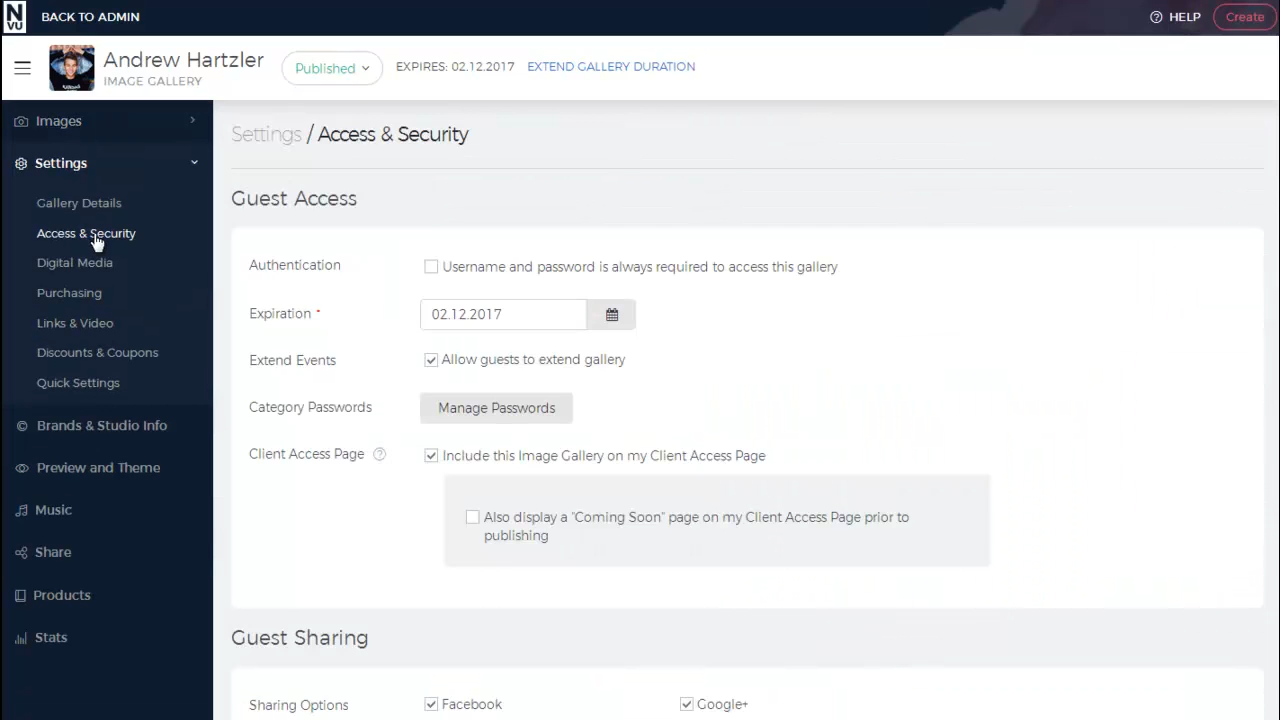 N
VU
BACK TO ADMIN
HELP
Create
Andrew Hartzler
IMAGE GALLERY
Published
EXPIRES: 02.12.2017
EXTEND GALLERY DURATION
Images
Settings
Gallery Details
Access & Security
Digital Media
Purchasing
Links & Video
Discounts & Coupons
Quick Settings
Brands & Studio Info
Preview and Theme
Music
Share
Products
Stats
Settings / Access & Security
Guest Access
Authentication
Username and password is always required to access this gallery
Expiration *
02.12.2017
Extend Events
Allow guests to extend gallery
Category Passwords
Manage Passwords
Client Access Page ?
Include this Image Gallery on my Client Access Page
Also display a "Coming Soon" page on my Client Access Page prior to
publishing
Guest Sharing
Sharing Options
Facebook
Google+